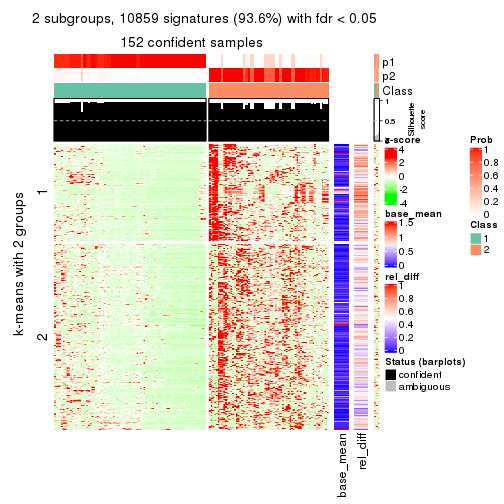 2 subgroups, 10859 signatures (93.6%) with fdr < 0.05
152 confident samples
p1
p2
Class
1
0.5
0
Silhouette
score
k-means with 2 groups
1
2
base_mean
rel_diff
z-score
4
2
0
-2
-4
base_mean
1.5
1
0.5
0
rel_diff
1
0.8
0.6
0.4
0.2
0
Status (barplots)
confident
ambiguous
Prob
1
0.8
0.6
0.4
0.2
0
Class
1
2